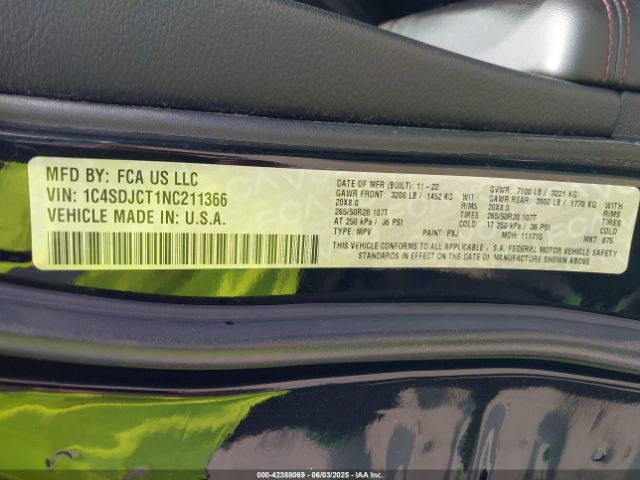 MFD BY: FCA US LLC
VIN: 1C4SDJCT1NC211366
VEHICLE MADE IN: U.S.A.
DATE OF MFR (BUILT): 11-22
GVWR: 7100 LB / 3221 KG
GAWR FRONT: 3200 LB / 1452 KG WIT
GAWR REAR: 3900 LB / 1770 KG WIT
20X8.0 RIMS 20X8.0 RIMS
265/50R20 107T TIRES 265/50R20 107T TIRES
AT 250 kPa / 36 PSI COLD AT 250 kPa / 36 PSI COLD
TYPE: MPV PAINT: PXJ MDH: 111715 MKT: 875
THIS VEHICLE CONFORMS TO ALL APPLICABLE U.S.A. FEDERAL MOTOR VEHICLE SAFETY
STANDARDS IN EFFECT ON THE DATE OF MANUFACTURE SHOWN ABOVE
42388069 06/03/2025 IAA Inc